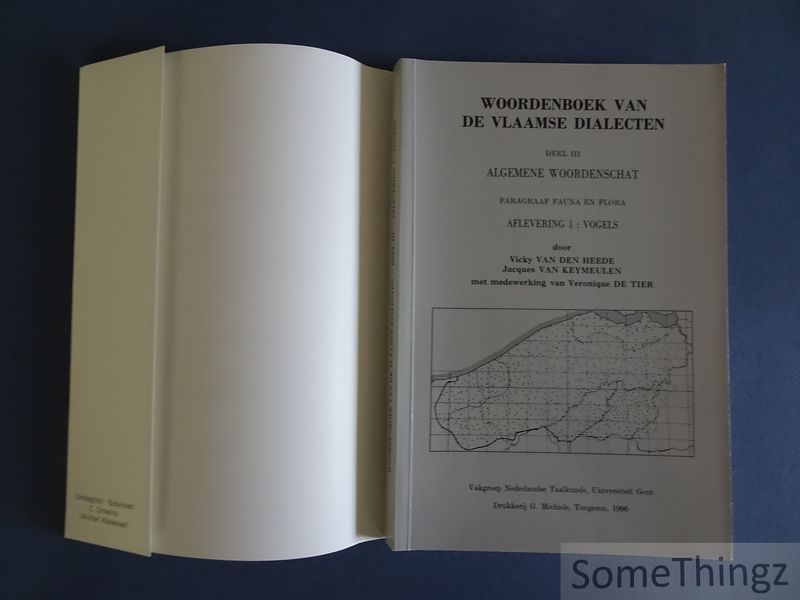 WOORDENBOEK VAN
DE VLAAMSE DIALECTEN
DEEL III
ALGEMENE WOORDENSCHAT
PARAGRAAF FAUNA EN FLORA
AFLEVERING 1 : VOGELS
door
Vicky VAN DEN HEEDE
Jacques VAN KEYMEULEN
met medewerking van Veronique DE TIER
Vakgroep Nederlandse Taalkunde, Universiteit Gent
Drukkerij G. Michiels, Tongeren, 1996
SomeThingz